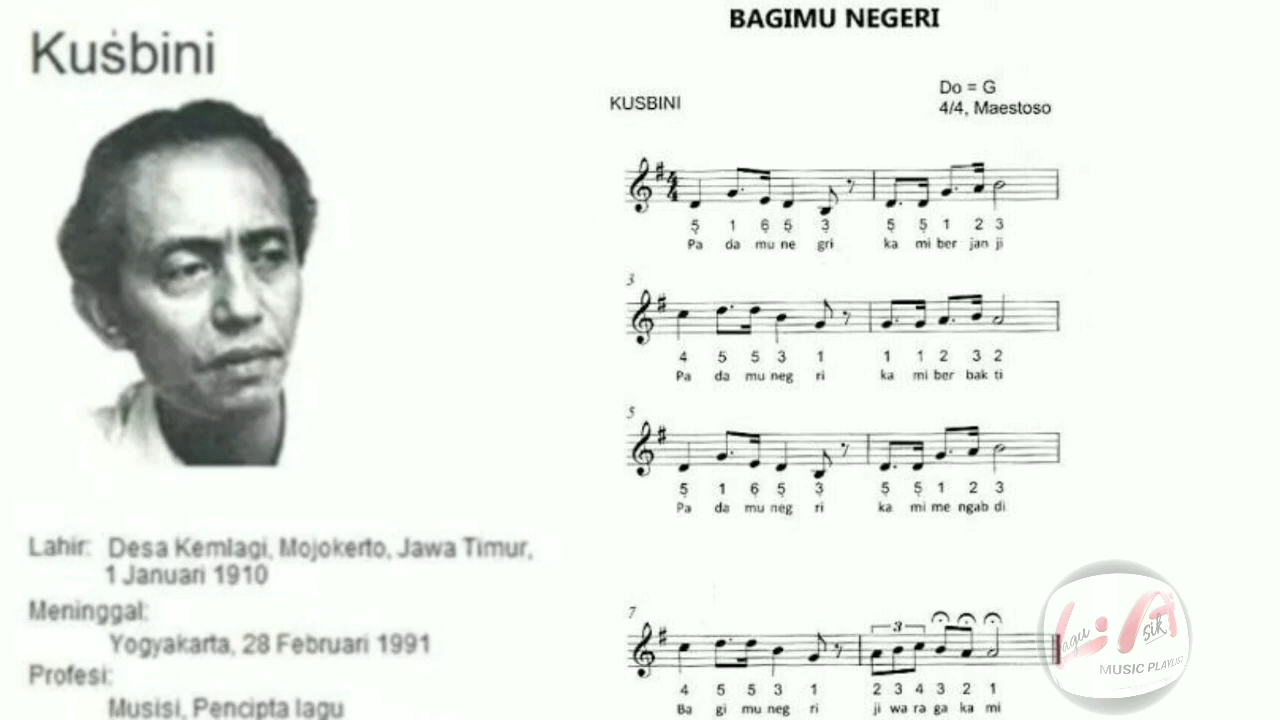 Kusbini
Lahir: Desa Kemlagi, Mojokerto, Jawa Timur,
1 Januari 1910
Meninggal:
Yogyakarta, 28 Februari 1991
Profesi:
Musisi, Pencipta lagu
BAGIMU NEGERI
KUSBINI
Do = G
4/4, Maestoso
5̣ 1 6̣ 5̣ 3̣ 5̣ 5̣ 1 2 3
Pa da mu ne gri ka mi ber jan ji
3
4 5 5 3 1 1 1 2 3 2
Pa da mu neg ri ka mi ber bak ti
5
5̣ 1 6̣ 5̣ 3̣ 5̣ 5̣ 1 2 3
Pa da mu neg ri ka mi me ngab di
7
3
4 5 5 3 1 2 3 4 3 2 1
Ba gi mu neg ri ji wa ra ga ka mi
LiA
agu sik
MUSIC PLAYLIST